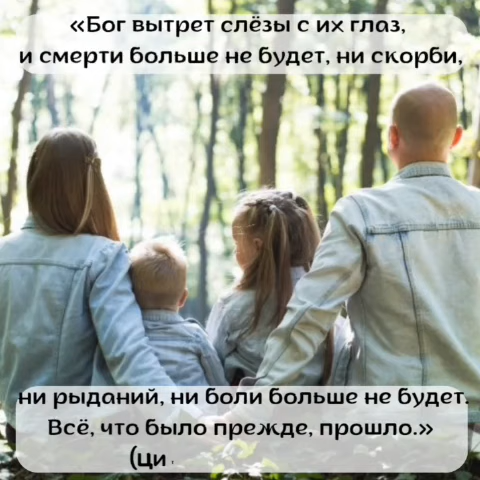 «Бог вытрет слёзы с их глаз,
и смерти больше не будет, ни скорби,
ни рыданий, ни боли больше не будет.
Всё, что было прежде, прошло.»
(ци